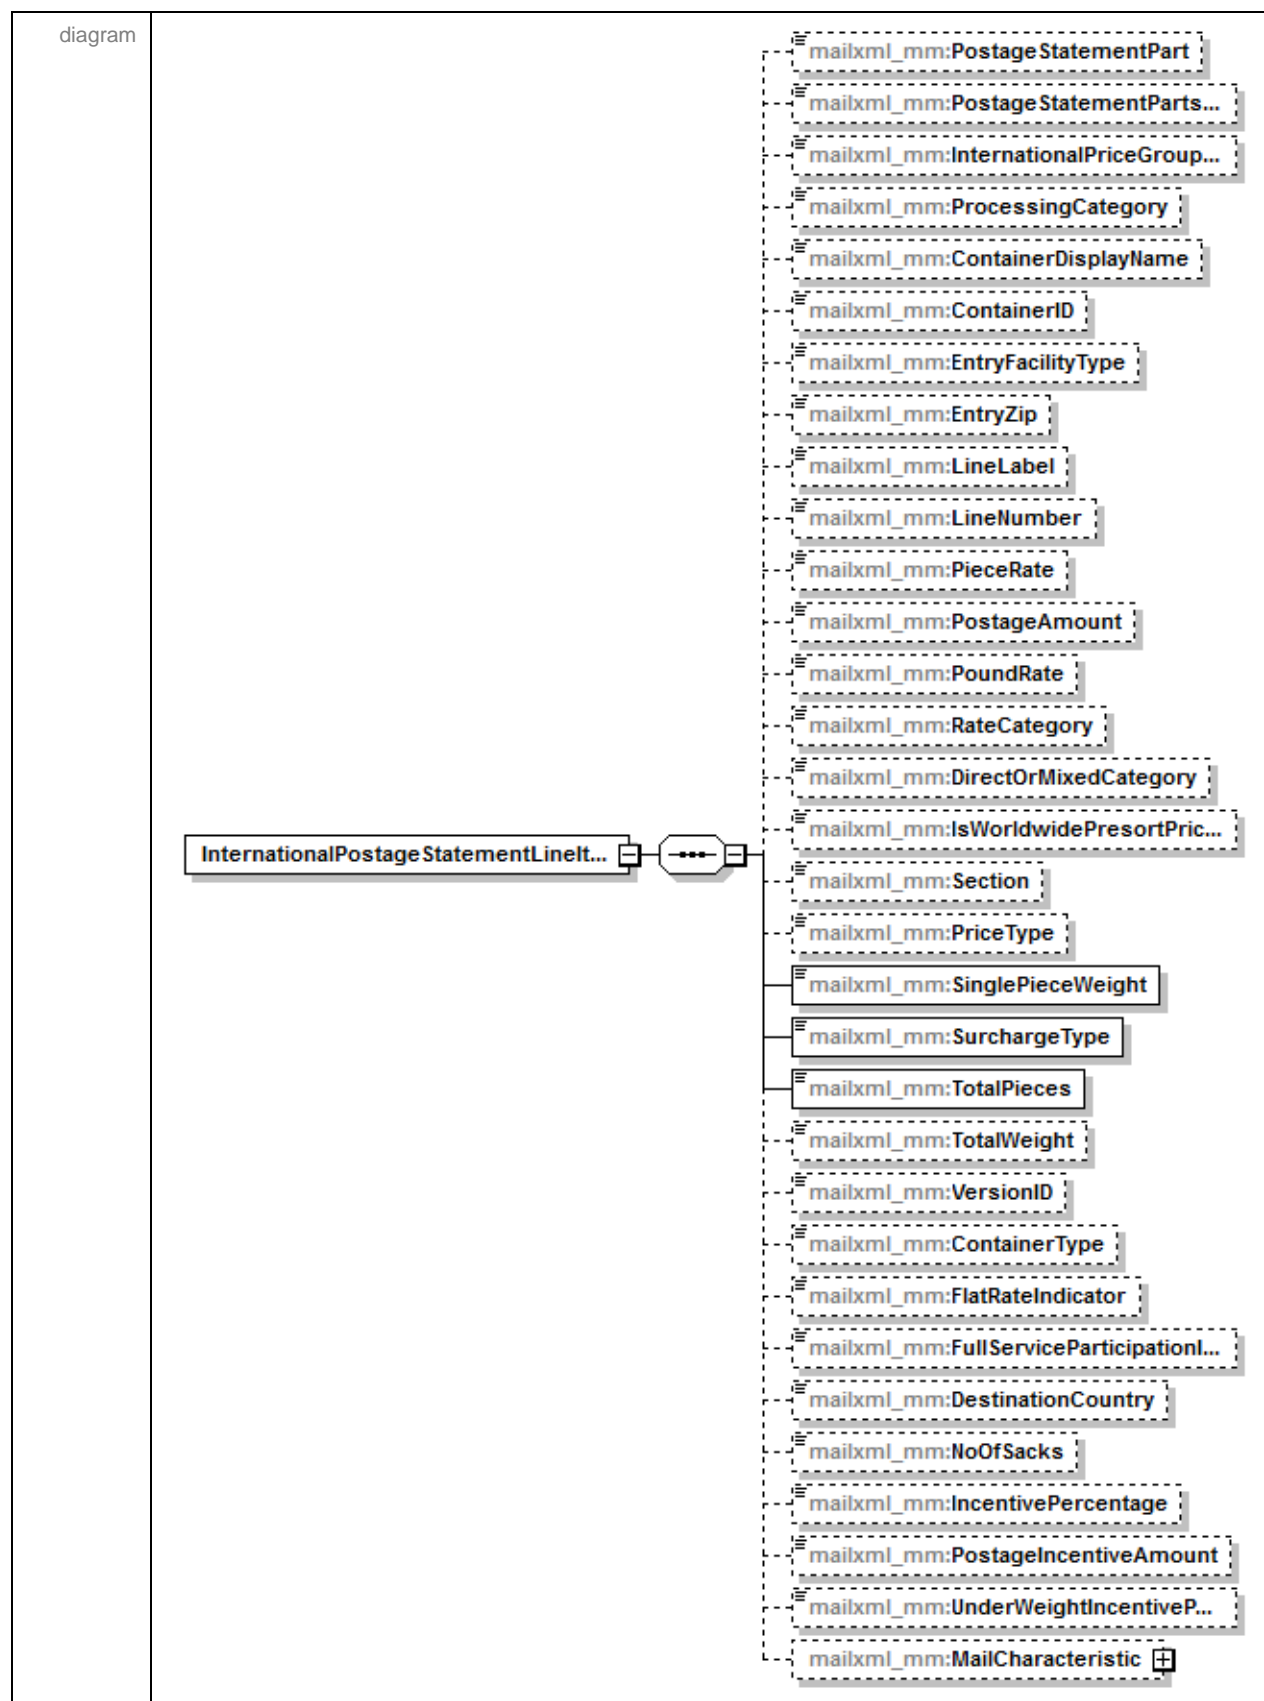 diagram
mailxml_mm:PostageStatementPart
mailxml_mm:PostageStatementParts...
mailxml_mm:InternationalPriceGroup...
mailxml_mm:ProcessingCategory
mailxml_mm:ContainerDisplayName
mailxml_mm:ContainerID
mailxml_mm:EntryFacilityType
mailxml_mm:EntryZip
mailxml_mm:LineLabel
mailxml_mm:LineNumber
mailxml_mm:PieceRate
mailxml_mm:PostageAmount
mailxml_mm:PoundRate
mailxml_mm:RateCategory
mailxml_mm:DirectOrMixedCategory
mailxml_mm:IsWorldwidePresortPric...
InternationalPostageStatementLineIt...
mailxml_mm:Section
mailxml_mm:PriceType
mailxml_mm:SinglePieceWeight
mailxml_mm:SurchargeType
mailxml_mm:TotalPieces
mailxml_mm:TotalWeight
mailxml_mm:VersionID
mailxml_mm:ContainerType
mailxml_mm:FlatRateIndicator
mailxml_mm:FullServiceParticipationI...
mailxml_mm:DestinationCountry
mailxml_mm:NoOfSacks
mailxml_mm:IncentivePercentage
mailxml_mm:PostageIncentiveAmount
mailxml_mm:UnderWeightIncentiveP...
mailxml_mm:MailCharacteristic